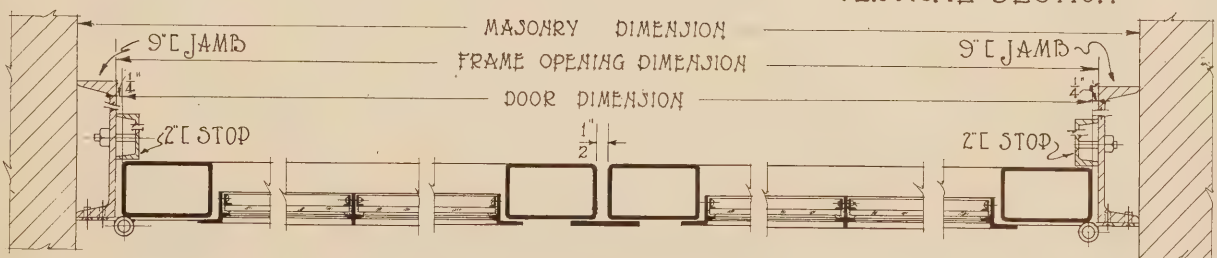 MASONRY DIMENSION
9"[ JAMB
9"[ JAMB
FRAME OPENING DIMENSION
1/4"
DOOR DIMENSION
1/4"
2"[ STOP
1/2"
2"[ STOP